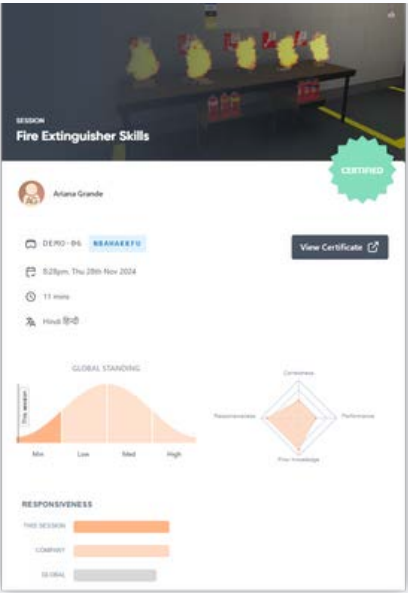 SESSION
Fire Extinguisher Skills
CERTIFIED
Ariana Grande
DEMO-06
View Certificate
8:28pm, Thu 28th Nov 2024
11 mins
Hindi हिन्दी
GLOBAL STANDING
This session
Min Low Med High
Correctness
Responsiveness
Performance
Prior knowledge
RESPONSIVENESS
THIS SESSION
COMPANY
GLOBAL